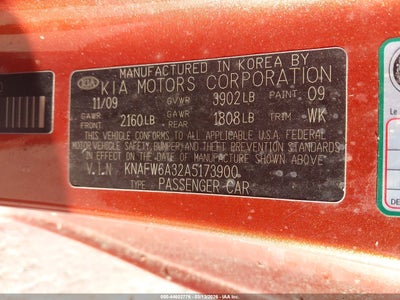 MANUFACTURED IN KOREA BY
KIA KIA MOTORS CORPORATION
11/09 GVWR 3902LB PAINT 09
GAWR FRONT 2160LB GAWR REAR 1808LB TRIM WK
THIS VEHICLE CONFORMS TO ALL APPLICABLE U.S.A FEDERAL
MOTOR VEHICLE SAFETY, BUMPER, AND THEFT PREVENTION STANDARDS
IN EFFECT ON THE DATE OF MANUFACTURE SHOWN ABOVE.
V.I.N KNAFW6A32A5173900
TYPE PASSENGER CAR